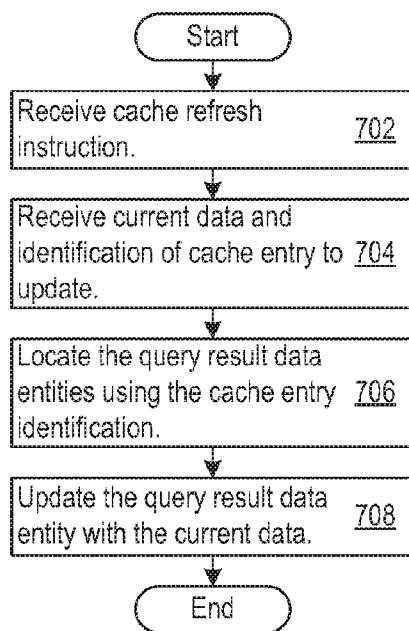 Start
Receive cache refresh
instruction.
702
Receive current data and
identification of cache entry to
update.
704
Locate the query result data
entities using the cache entry
identification.
706
Update the query result data
entity with the current data.
708
End